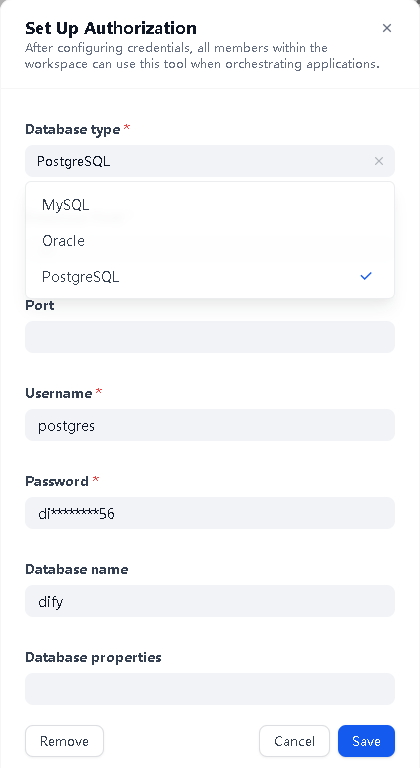 Set Up Authorization
After configuring credentials, all members within the
workspace can use this tool when orchestrating applications.
Database type *
PostgreSQL
MySQL
Oracle
PostgreSQL
Port
Username *
postgres
Password *
di********56
Database name
dify
Database properties
Remove
Cancel
Save